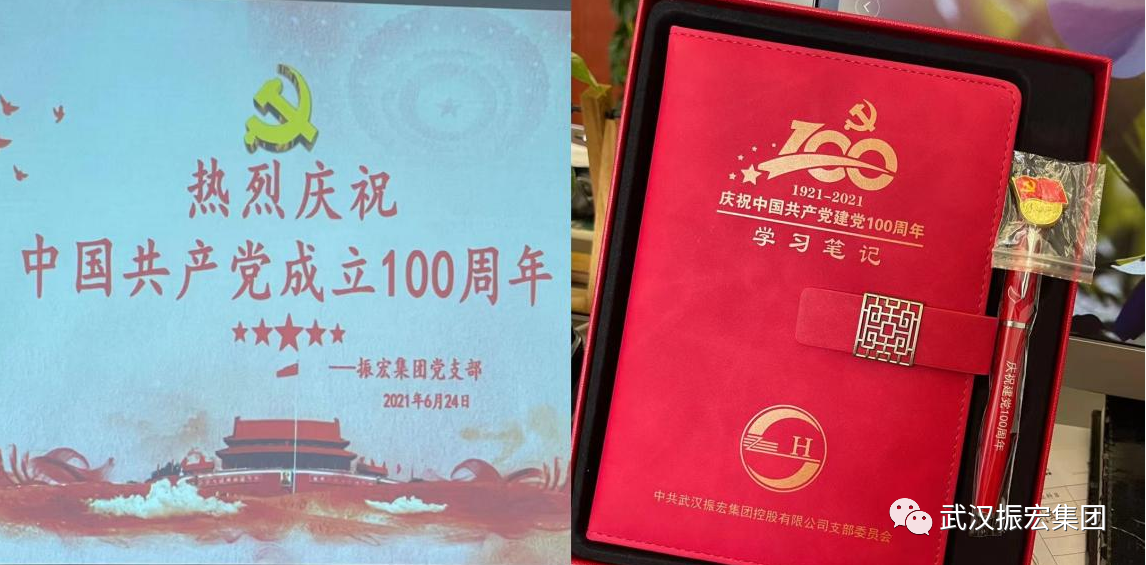 热烈庆祝
中国共产党成立100周年
——振宏集团党支部
2021年6月24日
100
1921-2021
庆祝中国共产党建党100周年
学习笔记
庆祝建党100周年
Z H
中共武汉振宏集团控股有限公司支部委员会
武汉振宏集团